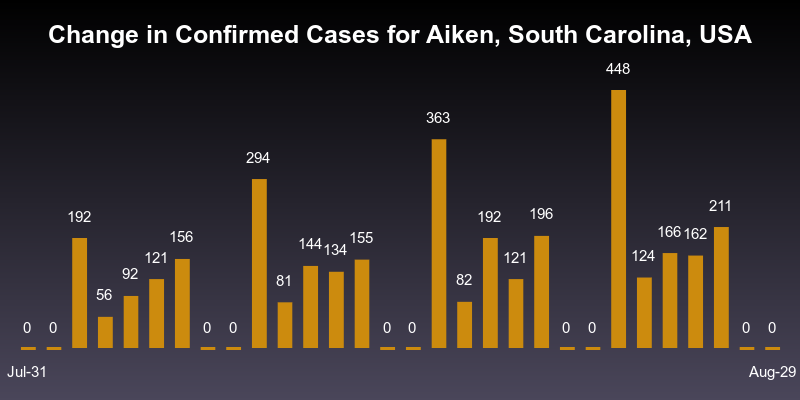 Change in Confirmed Cases for Aiken, South Carolina, USA
0 0 192 56 92 121 156 0 0 294 81 144 134 155 0 0 363 82 192 121 196 0 0 448 124 166 162 211 0 0
Jul-31 Aug-29